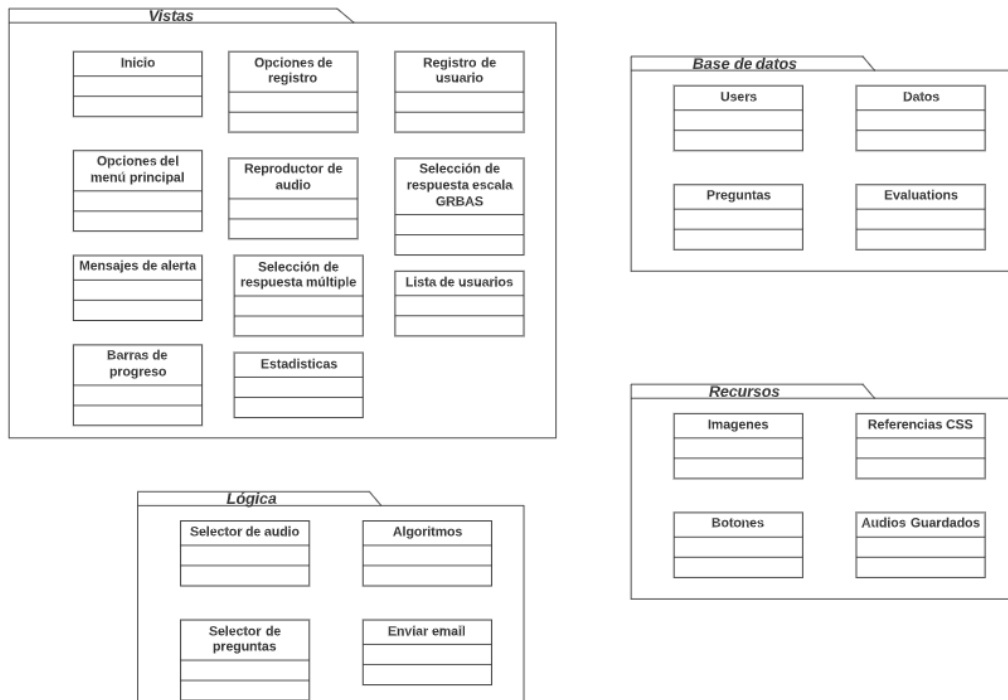 Vistas
Inicio
Opciones de
registro
Registro de
usuario
Opciones del
menú principal
Reproductor de
audio
Selección de
respuesta escala
GRBAS
Mensajes de alerta
Selección de
respuesta múltiple
Lista de usuarios
Barras de
progreso
Estadisticas
Base de datos
Users
Datos
Preguntas
Evaluations
Recursos
Imagenes
Referencias CSS
Botones
Audios Guardados
Lógica
Selector de audio
Algoritmos
Selector de
preguntas
Enviar email